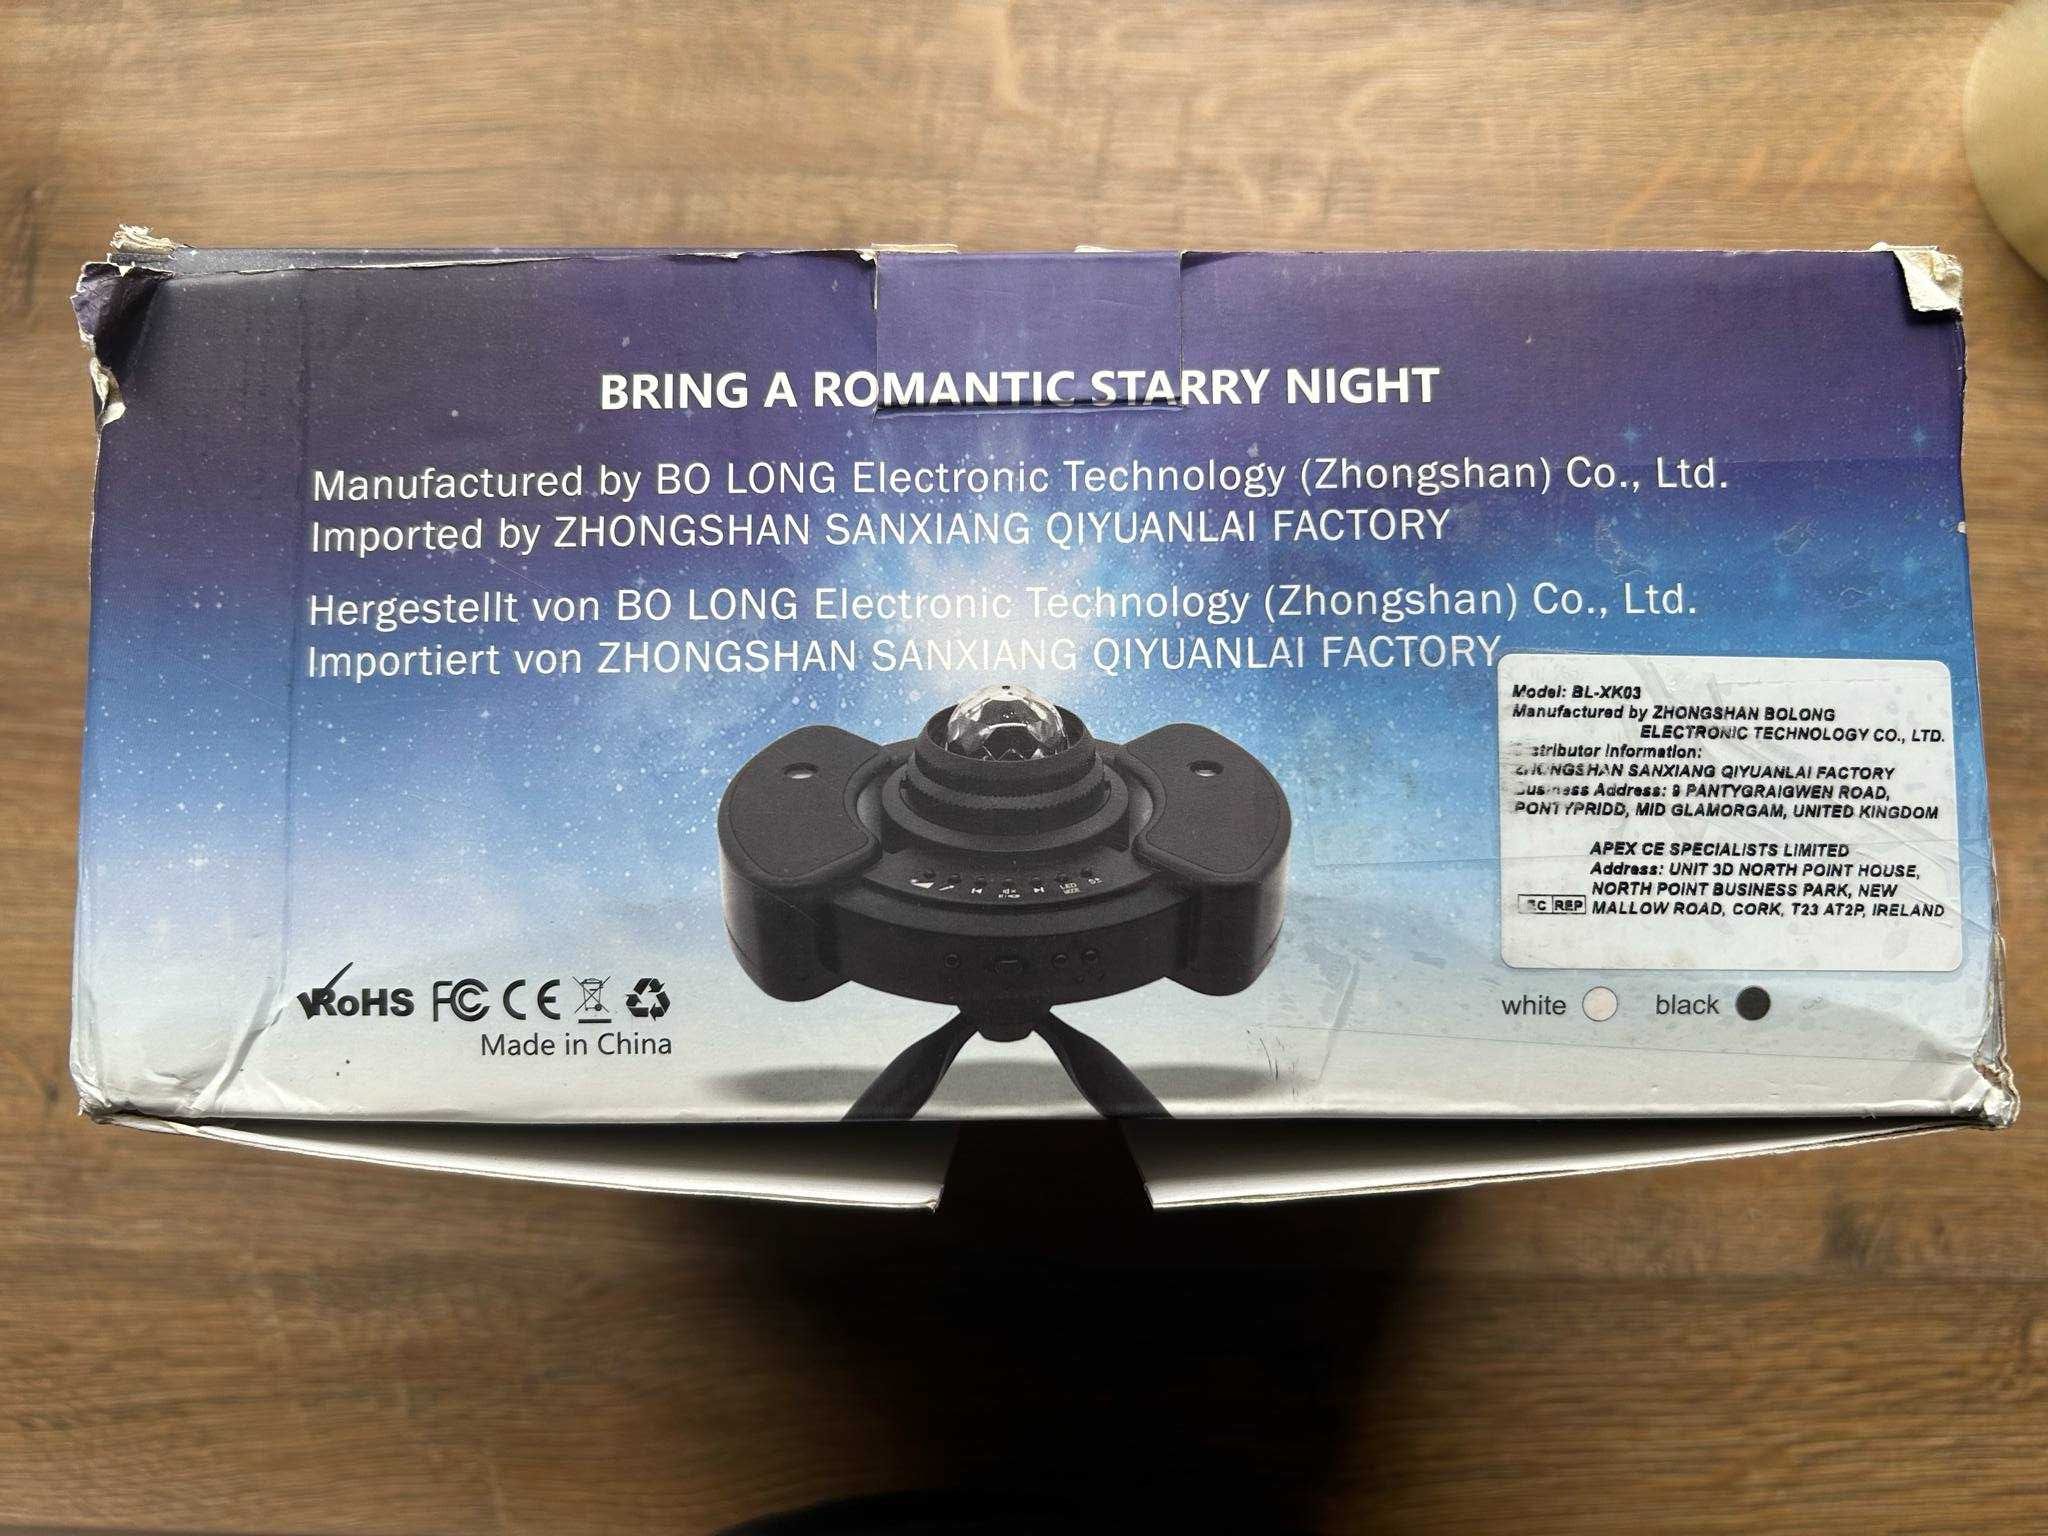 BRING A ROMANTIC STARRY NIGHT
Manufactured by BO LONG Electronic Technology (Zhongshan) Co., Ltd.
Imported by ZHONGSHAN SANXIANG QIYUANLAI FACTORY
Hergestellt von BO LONG Electronic Technology (Zhongshan) Co., Ltd.
Importiert von ZHONGSHAN SANXIANG QIYUANLAI FACTORY
Model: BL-XK03
Manufactured by ZHONGSHAN BOLONG
ELECTRONIC TECHNOLOGY CO., LTD.
Information:
SANXIANG QIYUANLAI FACTORY
Address: 9 PANTYGRAIGWEN ROAD,
PONTYPRIDD, MID GLAMORGAM, UNITED KINGDOM
APEX CE SPECIALISTS LIMITED
Address: UNIT 3D NORTH POINT HOUSE,
NORTH POINT BUSINESS PARK, NEW
REP MALLOW ROAD, CORK, T23 AT2P, IRELAND
RoHS FC CE
Made in China
white black